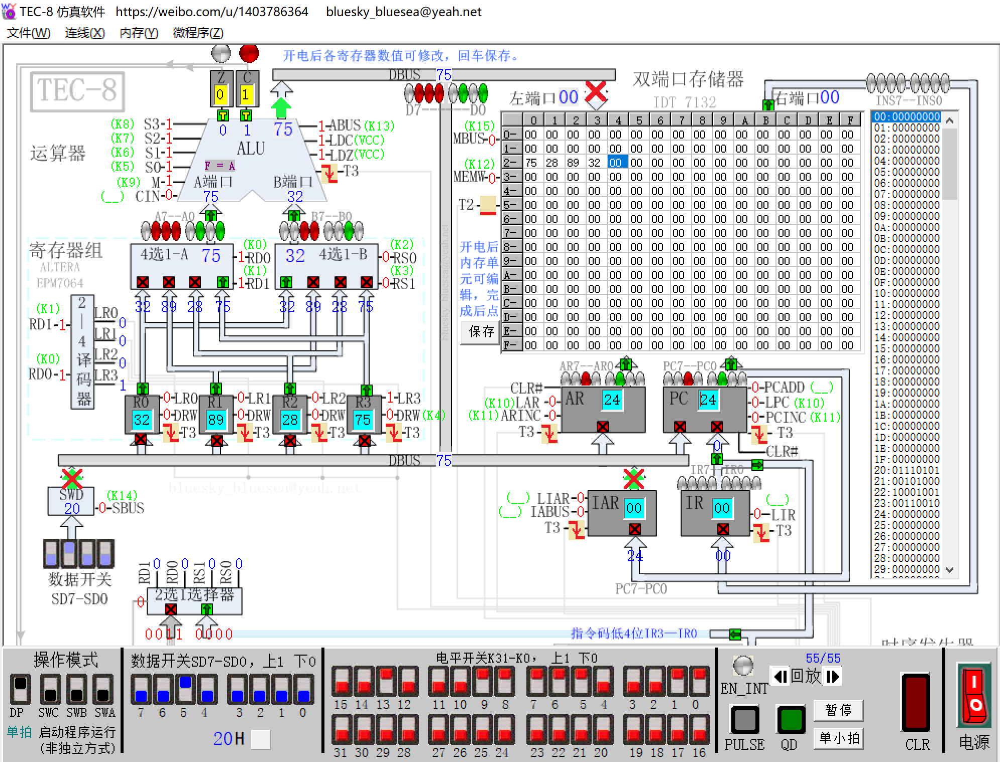 TEC-8 仿真软件 https://weibo.com/u/1403786364 bluesky_bluesea@yeah.net
文件(W) 连线(X) 内存(Y) 微程序(Z)
开电后各寄存器数值可修改，回车保存。
TEC-8
Z C
0 1
DBUS 75
D7-------D0
左端口00
双端口存储器
IDT 7132
右端口00
INS7--INS0
运算器
(K8) S3-1
(K7) S2-1
(K6) S1-1
(K5) S0-1
(K9) M-1
(__) CIN-0
0 1 75
ALU
F = A
A端口 B端口
75 32
1-ABUS(K13)
1-LDC(VCC)
1-LDZ(VCC)
T3
(K15)
MBUS-0
(K12)
MEMW-0
T2
0 1 2 3 4 5 6 7 8 9 A B C D E F
0- 00 00 00 00 00 00 00 00 00 00 00 00 00 00 00 00
1- 00 00 00 00 00 00 00 00 00 00 00 00 00 00 00 00
2- 75 28 89 32 00 00 00 00 00 00 00 00 00 00 00 00
3- 00 00 00 00 00 00 00 00 00 00 00 00 00 00 00 00
4- 00 00 00 00 00 00 00 00 00 00 00 00 00 00 00 00
5- 00 00 00 00 00 00 00 00 00 00 00 00 00 00 00 00
6- 00 00 00 00 00 00 00 00 00 00 00 00 00 00 00 00
7- 00 00 00 00 00 00 00 00 00 00 00 00 00 00 00 00
8- 00 00 00 00 00 00 00 00 00 00 00 00 00 00 00 00
9- 00 00 00 00 00 00 00 00 00 00 00 00 00 00 00 00
A- 00 00 00 00 00 00 00 00 00 00 00 00 00 00 00 00
B- 00 00 00 00 00 00 00 00 00 00 00 00 00 00 00 00
C- 00 00 00 00 00 00 00 00 00 00 00 00 00 00 00 00
D- 00 00 00 00 00 00 00 00 00 00 00 00 00 00 00 00
E- 00 00 00 00 00 00 00 00 00 00 00 00 00 00 00 00
F- 00 00 00 00 00 00 00 00 00 00 00 00 00 00 00 00
开电后
内存单
元可编
辑，完
成后点
保存
00:00000000
01:00000000
02:00000000
03:00000000
04:00000000
05:00000000
06:00000000
07:00000000
08:00000000
09:00000000
0A:00000000
0B:00000000
0C:00000000
0D:00000000
0E:00000000
0F:00000000
10:00000000
11:00000000
12:00000000
13:00000000
14:00000000
15:00000000
16:00000000
17:00000000
18:00000000
19:00000000
1A:00000000
1B:00000000
1C:00000000
1D:00000000
1E:00000000
1F:00000000
20:01110101
21:00101000
22:10001001
23:00110010
24:00000000
25:00000000
26:00000000
27:00000000
28:00000000
29:00000000
A7--A0 B7--B0
寄存器组
ALTERA
EPM7064
4选1-A 75
(K0)
1-RD0
(K1)
1-RD1
32 4选1-B
(K2)
0-RS0
(K3)
0-RS1
32 89 28 75 32 89 28 75
(K1)
RD1-1
(K0)
RD0-1
2—4译码器
LR0 0
LR1 0
LR2 0
LR3 1
R0 32 0-LR0 0-DRW T3
R1 89 0-LR1 0-DRW T3
R2 28 0-LR2 0-DRW T3
R3 75 1-LR3 0-DRW(K4) T3
bluesky_bluesea@yeah.net
AR7--AR0 PC7--PC0
CLR#
(K10)LAR-0
(K11)ARINC-0
T3
AR 24
PC 24
0-PCADD(__)
0-LPC(K10)
0-PCINC(K11)
T3
CLR#
0
DBUS 75
bluesky_bluesea@yeah.net
SWD
20
(K14)
0-SBUS
数据开关
SD7-SD0
IR7--IR0
(__) LIAR-0
(__) IABUS-0
T3
IAR 00
IR 00
(__)
0-LIR
T3
24 00
PC7-PC0
RD1 0 RD0 0 RS1 0 RS0 0
0 2选1选择器
0011 0000
指令码低4位IR3—IR0
操作模式
DP SWC SWB SWA
单拍 启动程序运行
(非独立方式)
数据开关SD7-SD0，上1 下0
7 6 5 4 3 2 1 0
20H
电平开关K31-K0， 上1 下0
15 14 13 12 11 10 9 8 7 6 5 4 3 2 1 0
31 30 29 28 27 26 25 24 23 22 21 20 19 18 17 16
EN_INT
55/55
回放
PULSE QD
暂停
单小拍
CLR
电源